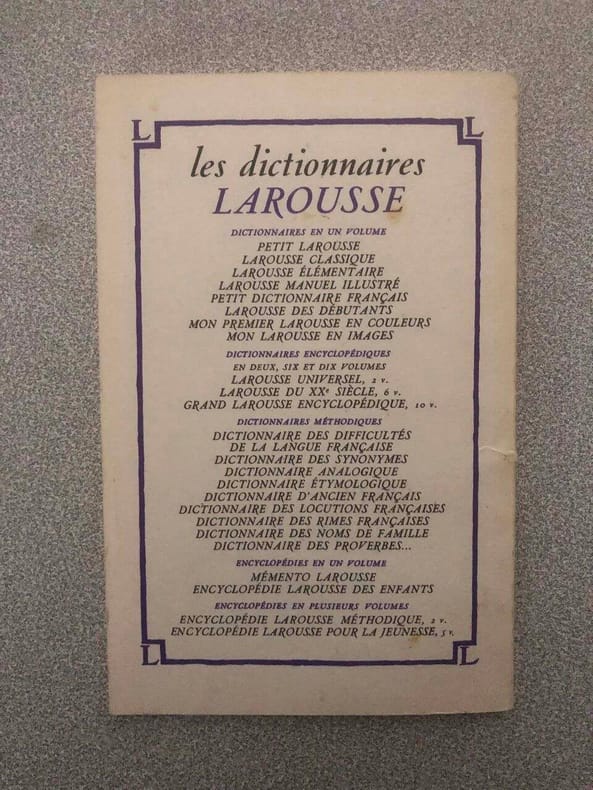 L L
les dictionnaires
LAROUSSE
DICTIONNAIRES EN UN VOLUME
PETIT LAROUSSE
LAROUSSE CLASSIQUE
LAROUSSE ÉLÉMENTAIRE
LAROUSSE MANUEL ILLUSTRÉ
PETIT DICTIONNAIRE FRANÇAIS
LAROUSSE DES DÉBUTANTS
MON PREMIER LAROUSSE EN COULEURS
MON LAROUSSE EN IMAGES
DICTIONNAIRES ENCYCLOPÉDIQUES
EN DEUX, SIX ET DIX VOLUMES
LAROUSSE UNIVERSEL, 2 v.
LAROUSSE DU XXe SIÈCLE, 6 v.
GRAND LAROUSSE ENCYCLOPÉDIQUE, 10 v.
DICTIONNAIRES MÉTHODIQUES
DICTIONNAIRE DES DIFFICULTÉS
DE LA LANGUE FRANÇAISE
DICTIONNAIRE DES SYNONYMES
DICTIONNAIRE ANALOGIQUE
DICTIONNAIRE ÉTYMOLOGIQUE
DICTIONNAIRE D'ANCIEN FRANÇAIS
DICTIONNAIRE DES LOCUTIONS FRANÇAISES
DICTIONNAIRE DES RIMES FRANÇAISES
DICTIONNAIRE DES NOMS DE FAMILLE
DICTIONNAIRE DES PROVERBES...
ENCYCLOPÉDIES EN UN VOLUME
MÉMENTO LAROUSSE
ENCYCLOPÉDIE LAROUSSE DES ENFANTS
ENCYCLOPÉDIES EN PLUSIEURS VOLUMES
ENCYCLOPÉDIE LAROUSSE MÉTHODIQUE, 2 v.
ENCYCLOPÉDIE LAROUSSE POUR LA JEUNESSE, 5 v.
L L